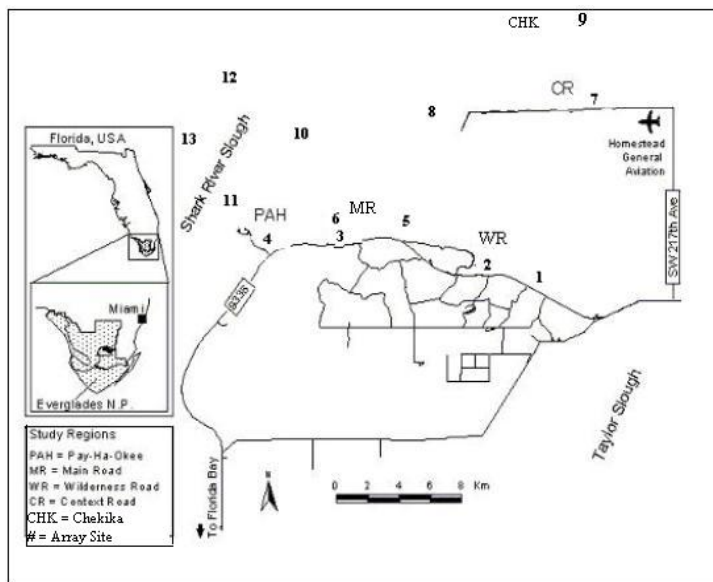 CHK 9
12
CR
7
8
Homestead
General
Aviation
Florida, USA
13
10
Shark River Slough
11
PAH
6
MR
5
4
3
WR
2
1
SW 217th Ave
9336
Miami
Everglades N.P.
Taylor Slough
Study Regions
PAH = Pay-Ha-Okee
MR = Main Road
WR = Wilderness Road
CR = Context Road
CHK = Chekika
# = Array Site
To Florida Bay
N
0 2 4 6 8 Km